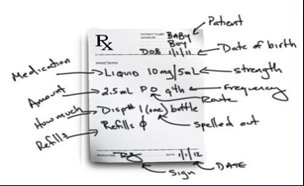 Patient
Rx BABY
Boy
DOB 1/1/11 Date of birth
Medication
LIQUID 10mg/5mL strength
Amount 2.5mL PO q4h Frequency
Route
How much Disp# 1 (one) bottle
Refills Refills ϕ spelled out
1/1/12
Sign DATE